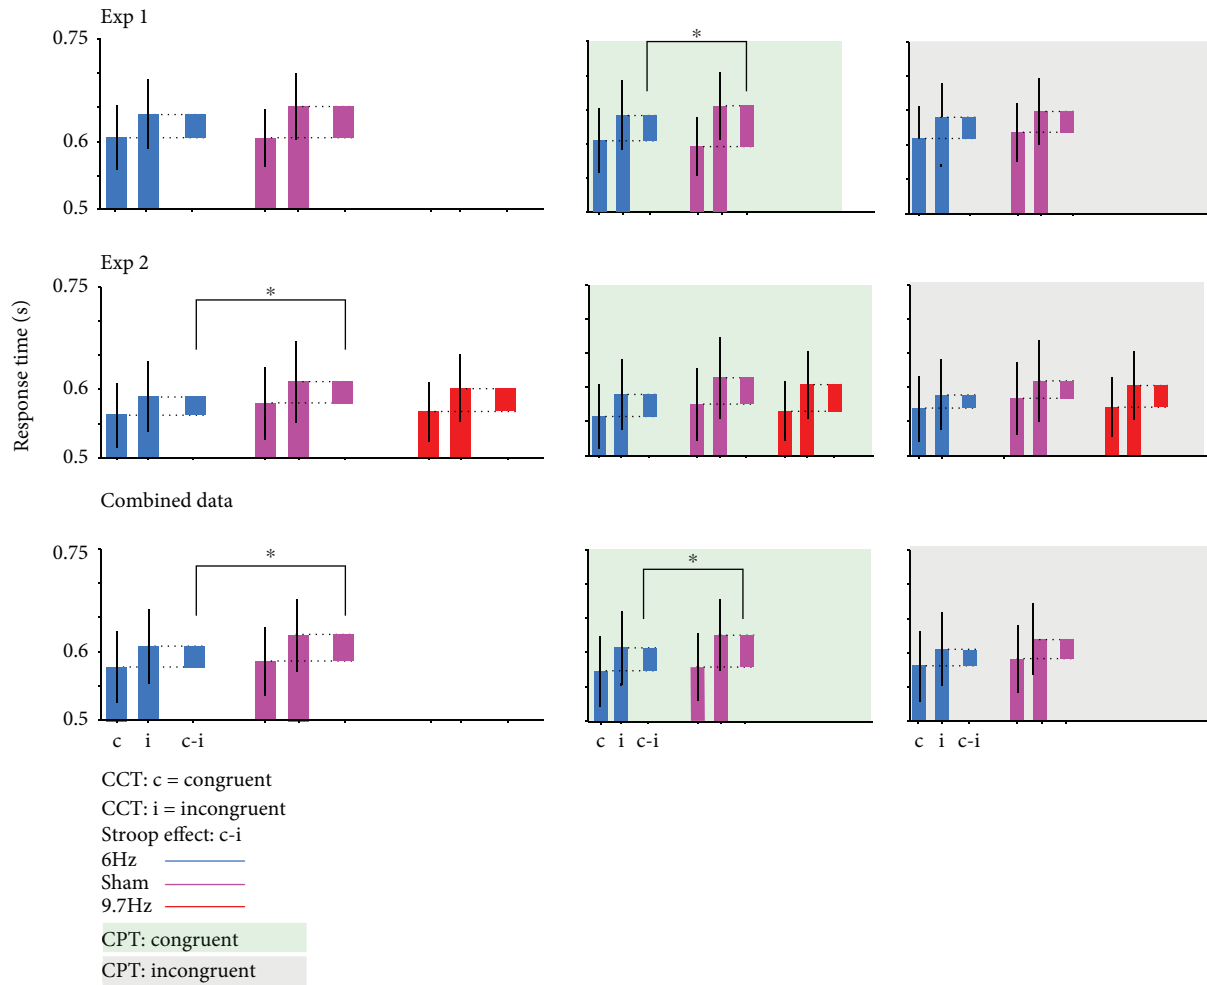 Exp 1
0.75
*
0.6
0.5
Exp 2
0.75
*
0.6
0.5
Response time (s)
Combined data
0.75
* *
0.6
0.5
c i c-i c i c-i c i c-i
CCT: c = congruent
CCT: i = incongruent
Stroop effect: c-i
6Hz
Sham
9.7Hz
CPT: congruent
CPT: incongruent